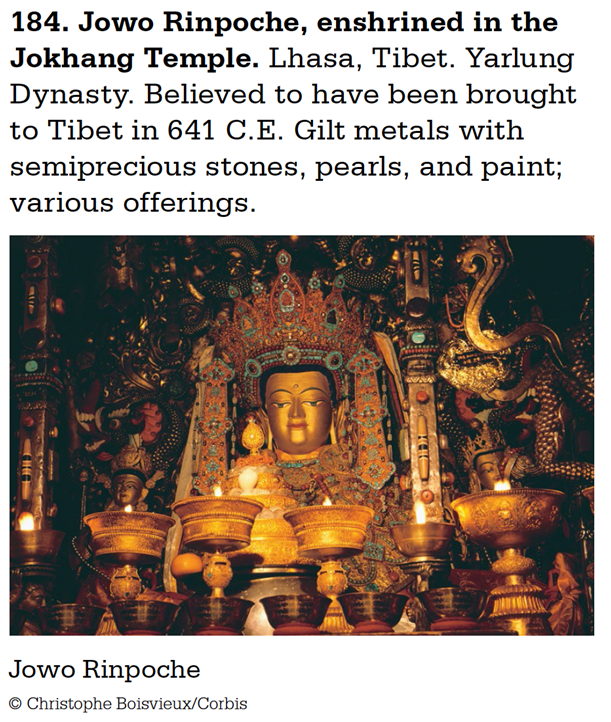 184. Jowo Rinpoche, enshrined in the
Jokhang Temple. Lhasa, Tibet. Yarlung
Dynasty. Believed to have been brought
to Tibet in 641 C.E. Gilt metals with
semiprecious stones, pearls, and paint;
various offerings.
Jowo Rinpoche
© Christophe Boisvieux/Corbis